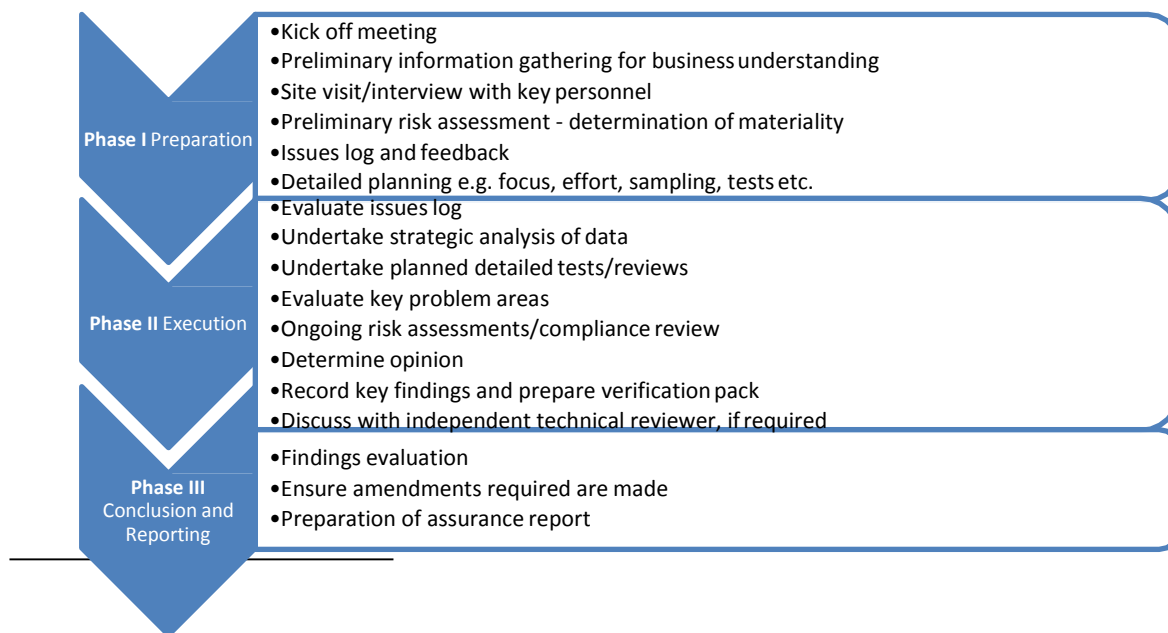 Phase I Preparation
•Kick off meeting
•Preliminary information gathering for business understanding
•Site visit/interview with key personnel
•Preliminary risk assessment - determination of materiality
•Issues log and feedback
•Detailed planning e.g. focus, effort, sampling, tests etc.
Phase II Execution
•Evaluate issues log
•Undertake strategic analysis of data
•Undertake planned detailed tests/reviews
•Evaluate key problem areas
•Ongoing risk assessments/compliance review
•Determine opinion
•Record key findings and prepare verification pack
•Discuss with independent technical reviewer, if required
Phase III
Conclusion and
Reporting
•Findings evaluation
•Ensure amendments required are made
•Preparation of assurance report